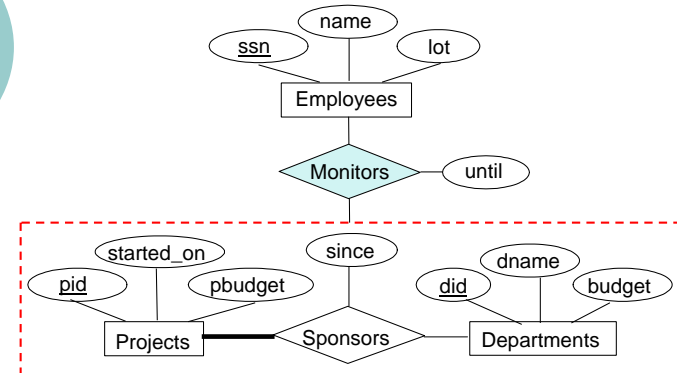 name
ssn
lot
Employees
Monitors
until
started_on
since
dname
pid
pbudget
did
budget
Projects
Sponsors
Departments